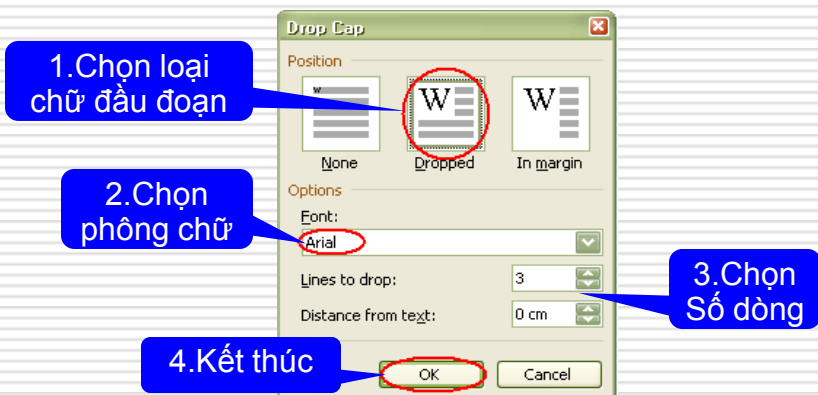 Drop Cap
Position
1.Chọn loại
chữ đầu đoạn
W
W
W
None
Dropped
In margin
Options
2.Chọn
phông chữ
Font:
Arial
Lines to drop:
3
3.Chọn
Số dòng
Distance from text:
0 cm
4.Kết thúc
OK
Cancel